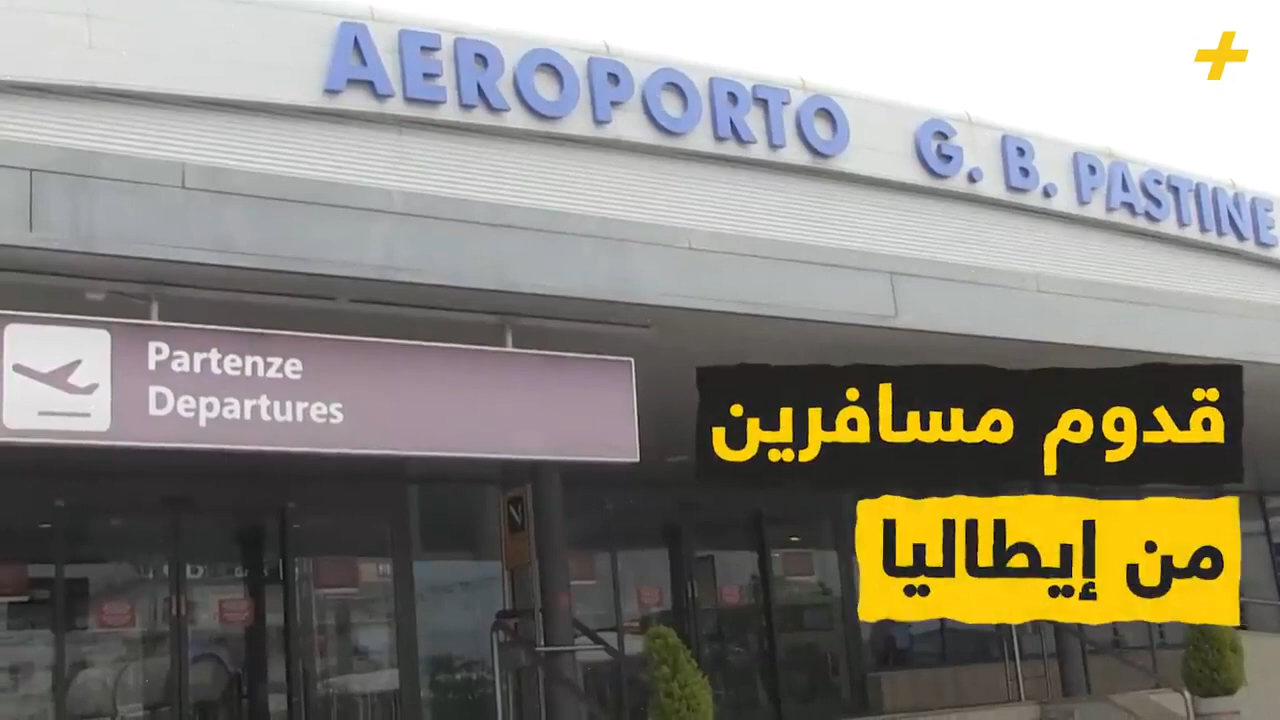 AEROPORTO G. B. PASTINE
Partenze
Departures
قدوم مسافرين
من إيطاليا